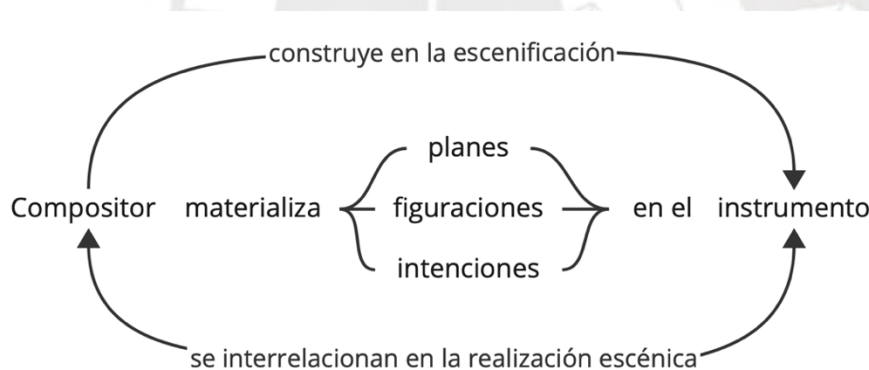 construye en la escenificación
planes
Compositor materializa figuraciones en el instrumento
intenciones
se interrelacionan en la realización escénica